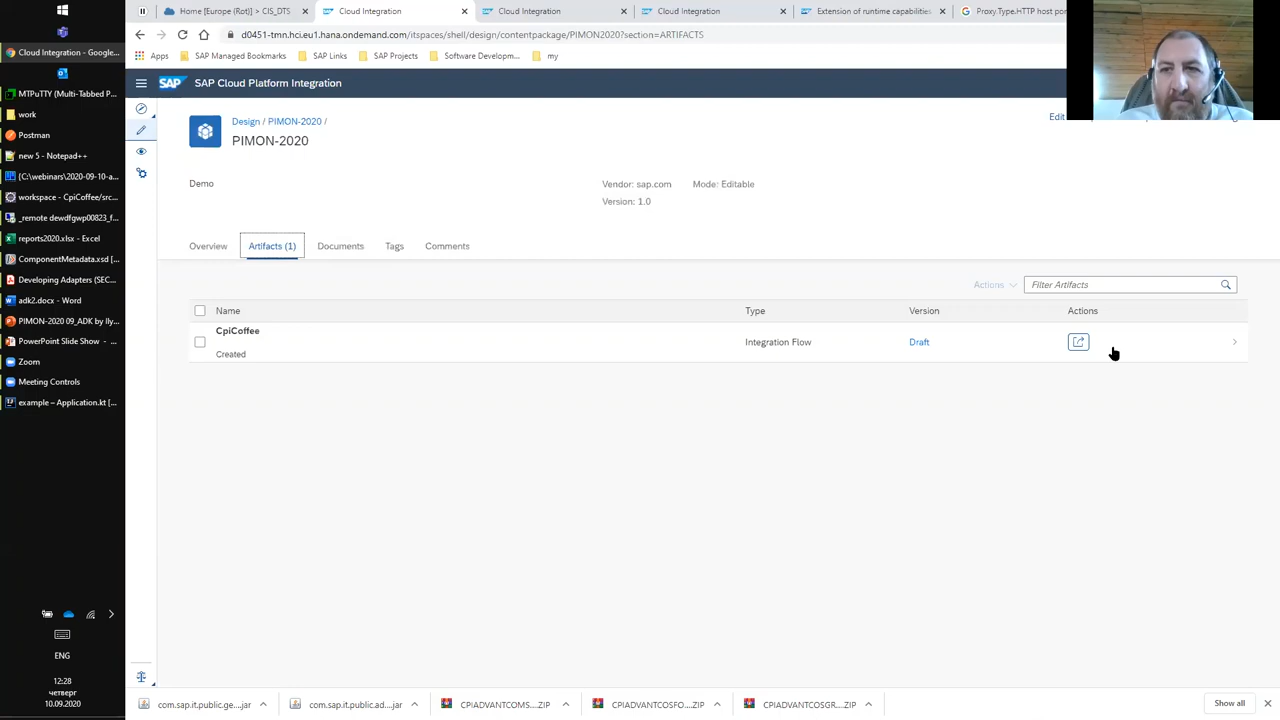 Home [Europe (Rot)] > CIS_DTS
Cloud Integration
Cloud Integration
Cloud Integration
Extension of runtime capabilities
Proxy.Type.HTTP host por
d0451-tmn.hci.eu1.hana.ondemand.com/itspaces/shell/design/contentpackage/PIMON2020?section=ARTIFACTS
Apps
SAP Managed Bookmarks
SAP Links
SAP Projects
Software Developm...
my
SAP
SAP Cloud Platform Integration
Design / PIMON-2020 /
Edit
PIMON-2020
Demo
Vendor: sap.com
Mode: Editable
Version: 1.0
Overview
Artifacts (1)
Documents
Tags
Comments
Actions
Filter Artifacts
Name
Type
Version
Actions
CpiCoffee
Created
Integration Flow
Draft
com.sap.it.public.ge....jar
com.sap.it.public.ad....jar
CPIADVANTCOMS....ZIP
CPIADVANTCOSFO....ZIP
CPIADVANTCOSGR....ZIP
Show all
Cloud Integration - Google...
MTPuTTY (Multi-Tabbed P...
work
Postman
new 5 - Notepad++
{C:\webinars\2020-09-10-a...
workspace - CpiCoffee/src...
_remote dewdfgwp00823_f...
reports2020.xlsx - Excel
ComponentMetadata.xsd [...
Developing Adapters (SEC...
adk2.docx - Word
PIMON-2020 09_ADK by Ily...
PowerPoint Slide Show - ...
Zoom
Meeting Controls
example – Application.kt [...
ENG
12:28
четверг
10.09.2020